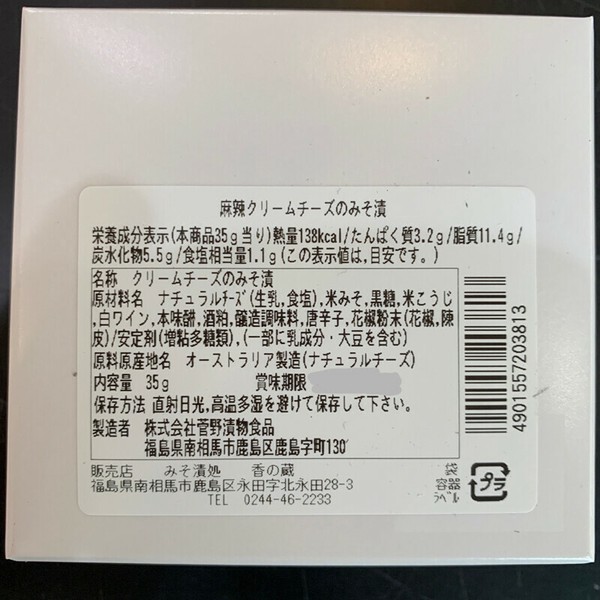 麻辣クリームチーズのみそ漬
栄養成分表示(本商品35g当り)熱量138kcal/たんぱく質3.2g/脂質11.4g/
炭水化物5.5g/食塩相当量1.1g(この表示値は,目安です。)
名称 クリームチーズのみそ漬
原材料名 ナチュラルﾁｰｽﾞ(生乳,食塩),米みそ,黒糖,米こうじ
,白ワイン,本味醂,酒粕,醸造調味料,唐辛子,花椒粉末(花椒,陳
皮)/安定剤(増粘多糖類),(一部に乳成分・大豆を含む)
原料原産地名 オーストラリア製造(ナチュラルチーズ)
内容量 35g 賞味期限
保存方法 直射日光,高温多湿を避けて保存して下さい。
製造者 株式会社菅野漬物食品
福島県南相馬市鹿島区鹿島字町130
販売店 みそ漬処 香の蔵
福島県南相馬市鹿島区永田字北永田28-3
TEL 0244-46-2233
4901557203813
袋
容器
ﾗﾍﾞﾙ
プラ